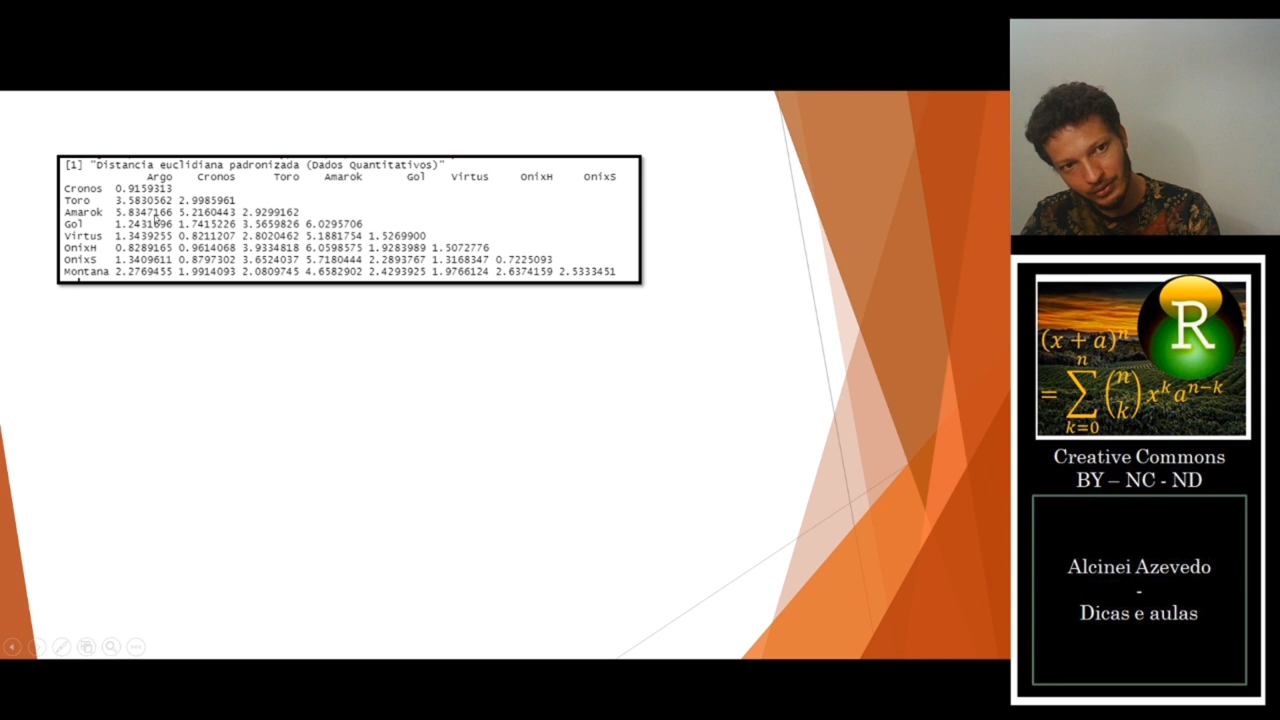 [1] "Distancia euclidiana padronizada (Dados Quantitativos)"
Argo Cronos Toro Amarok Gol Virtus OnixH OnixS
Cronos 0.9159313
Toro 3.5830562 2.9985961
Amarok 5.8347166 5.2160443 2.9299162
Gol 1.2431696 1.7415226 3.5659826 6.0295706
Virtus 1.3439255 0.8211207 2.8020462 5.1881754 1.5269900
OnixH 0.8289165 0.9614068 3.9334818 6.0598575 1.9283989 1.5072776
OnixS 1.3409611 0.8797302 3.6524037 5.7180444 2.2893767 1.3168347 0.7225093
Montana 2.2769455 1.9914093 2.0809745 4.6582902 2.4293925 1.9766124 2.6374159 2.5333451
R
(x + a)^n
= ∑ k=0 n (n k) x^k a^{n−k}
Creative Commons
BY – NC - ND
Alcinei Azevedo
-
Dicas e aulas